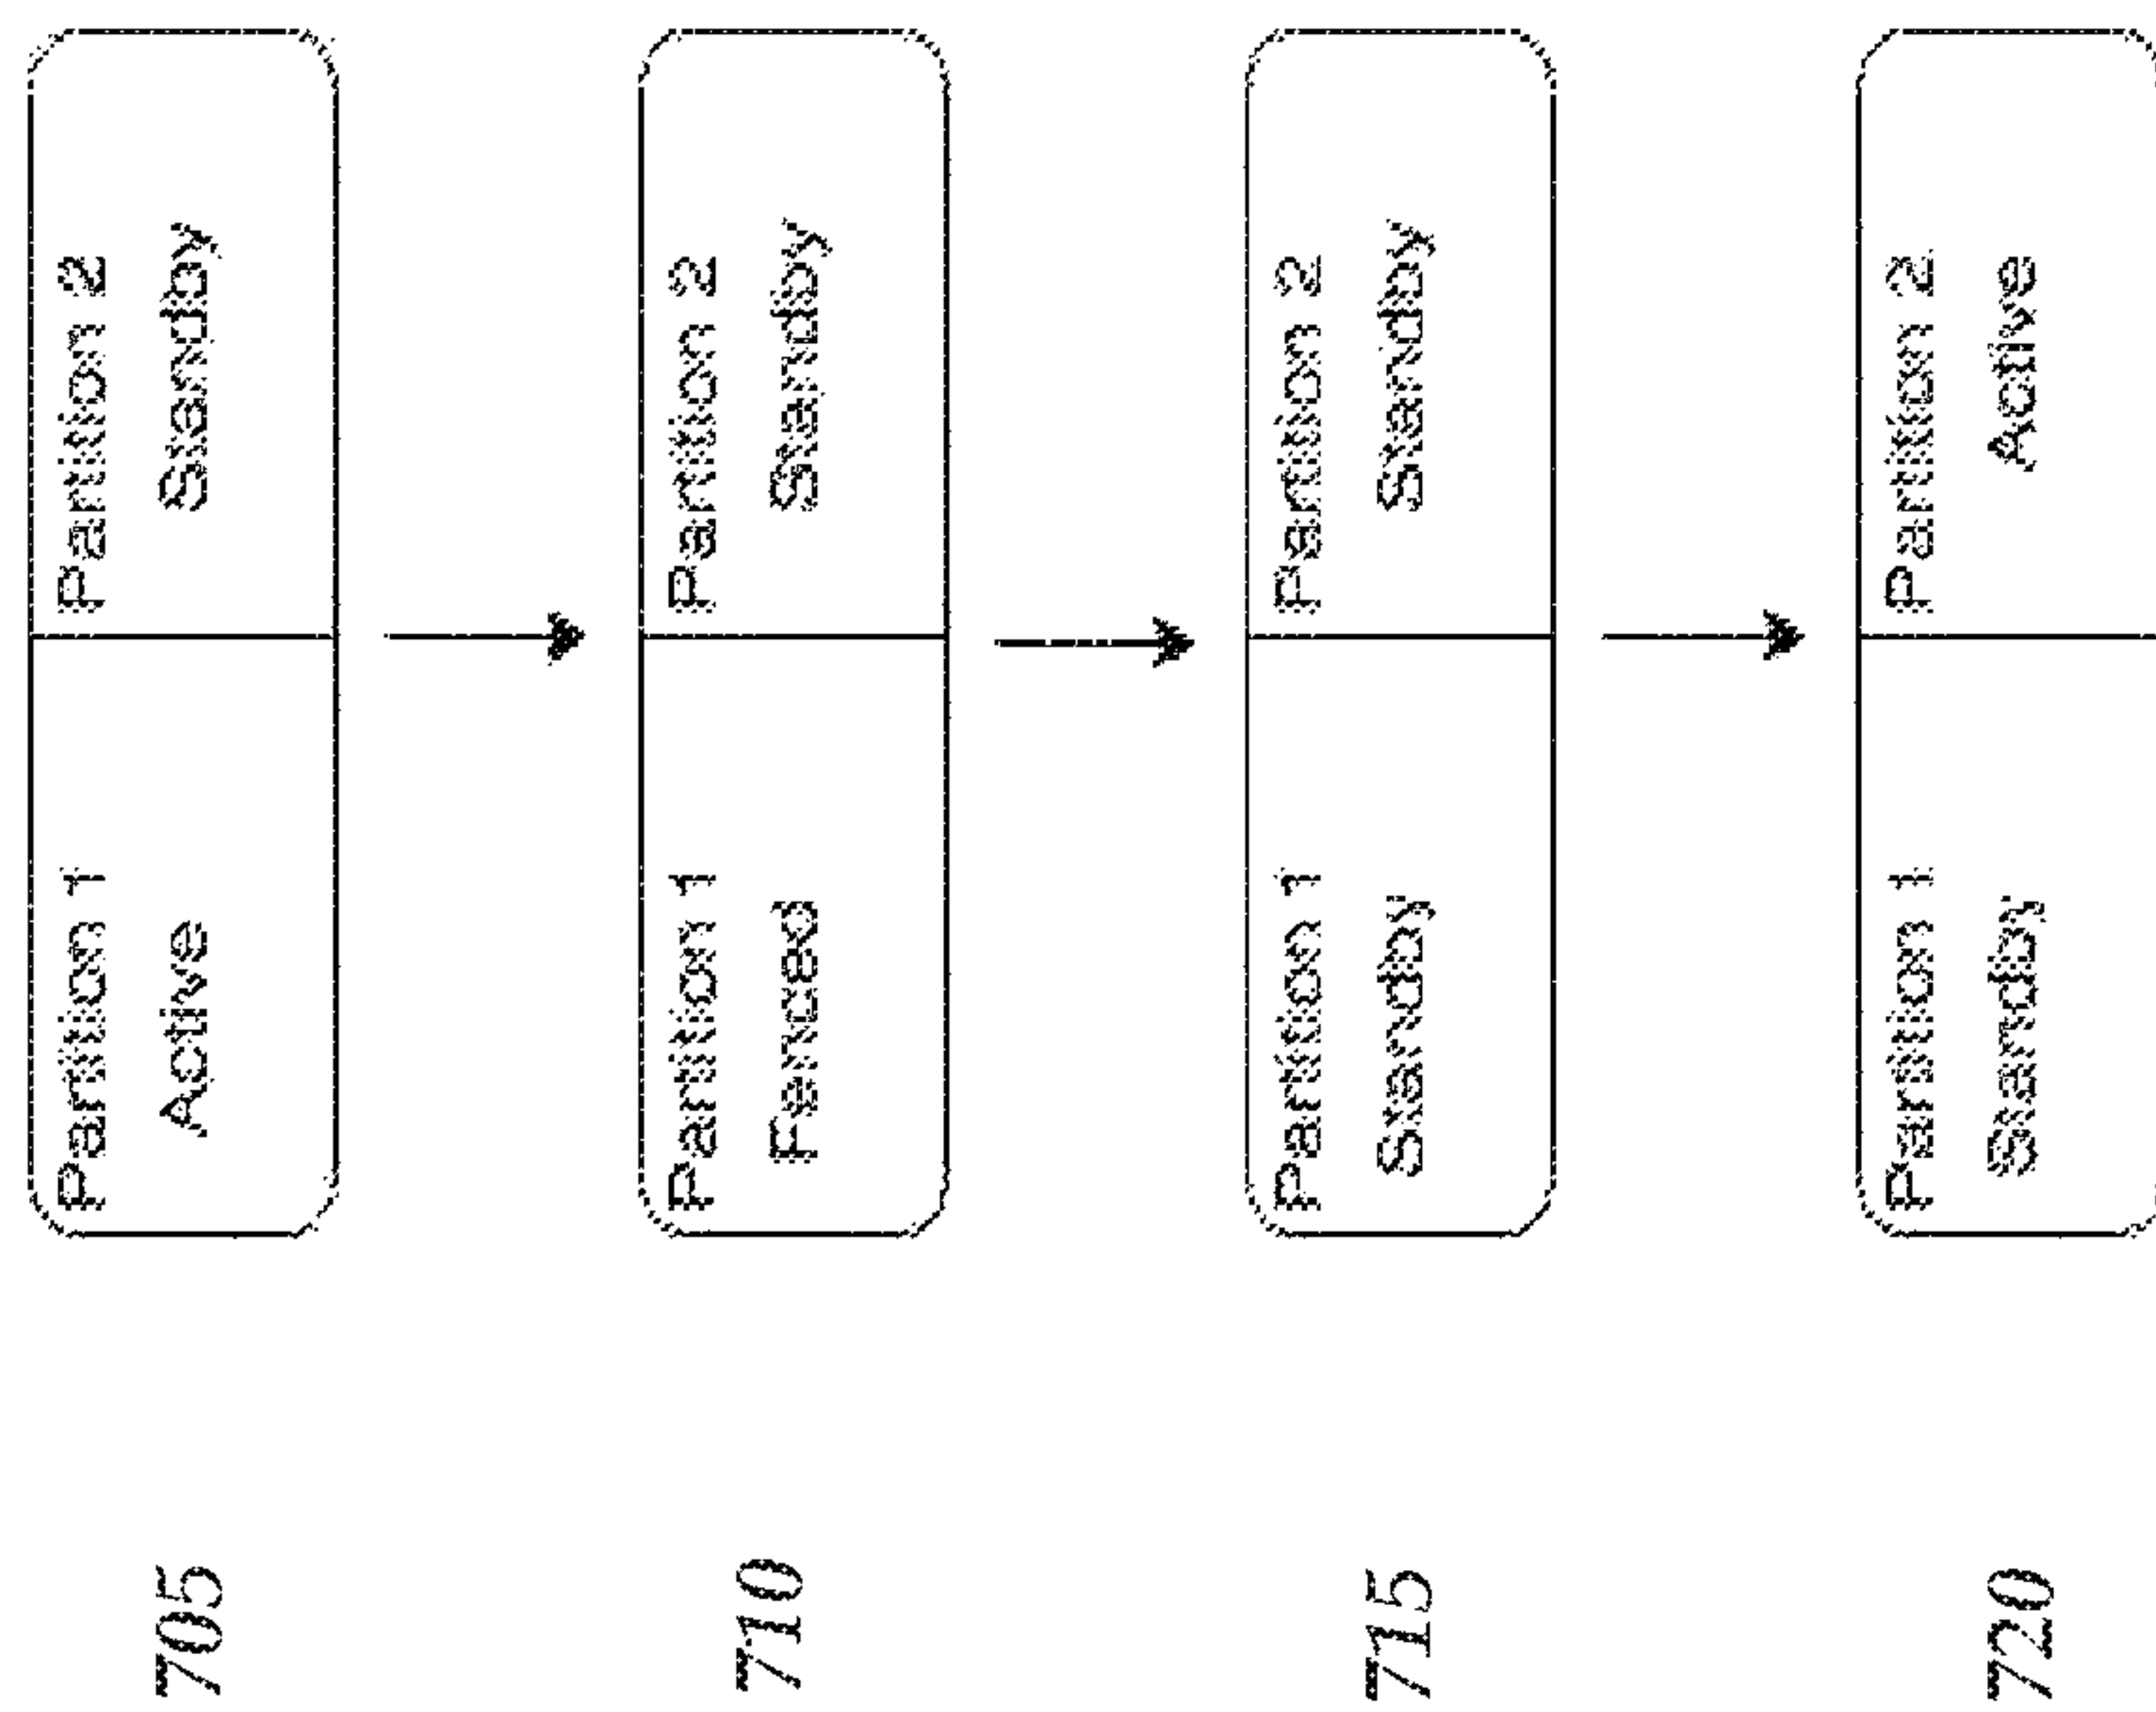 705
Partition 1
Active
Partition 2
Standby
710
Partition 1
Fenced
Partition 2
Standby
715
Partition 1
Standby
Partition 2
Standby
720
Partition 1
Standby
Partition 2
Active